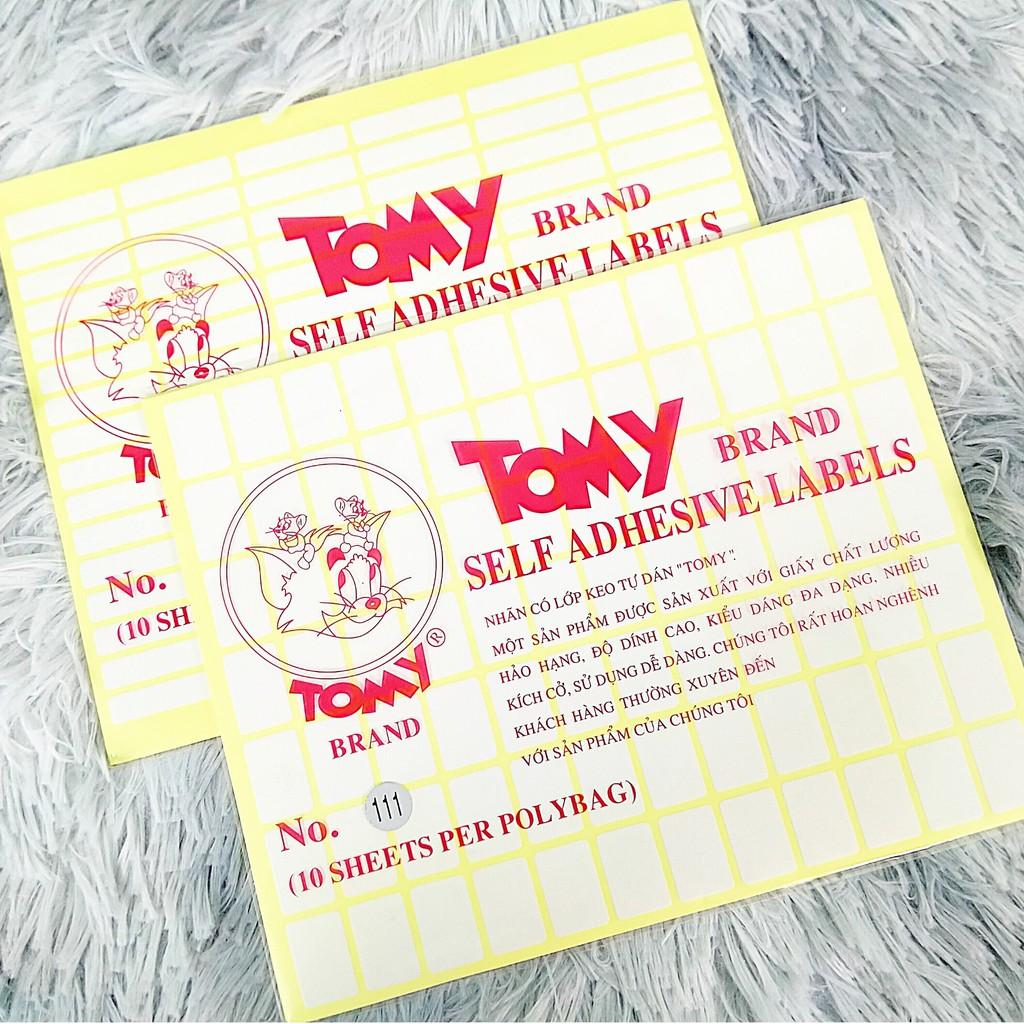 TOMY BRAND
SELF ADHESIVE LABELS
No.
(10 SH
TOMY BRAND
SELF ADHESIVE LABELS
NHÃN CÓ LỚP KEO TỰ DÁN "TOMY".
MỘT SẢN PHẨM ĐƯỢC SẢN XUẤT VỚI GIẤY CHẤT LƯỢNG
HẢO HẠNG, ĐỘ DÍNH CAO, KIỂU DÁNG ĐA DẠNG, NHIỀU
KÍCH CỞ, SỬ DỤNG DỄ DÀNG. CHÚNG TÔI RẤT HOAN NGHÊNH
KHÁCH HÀNG THƯỜNG XUYÊN ĐẾN
VỚI SẢN PHẨM CỦA CHÚNG TÔI
TOMY ®
BRAND
No. 111
(10 SHEETS PER POLYBAG)